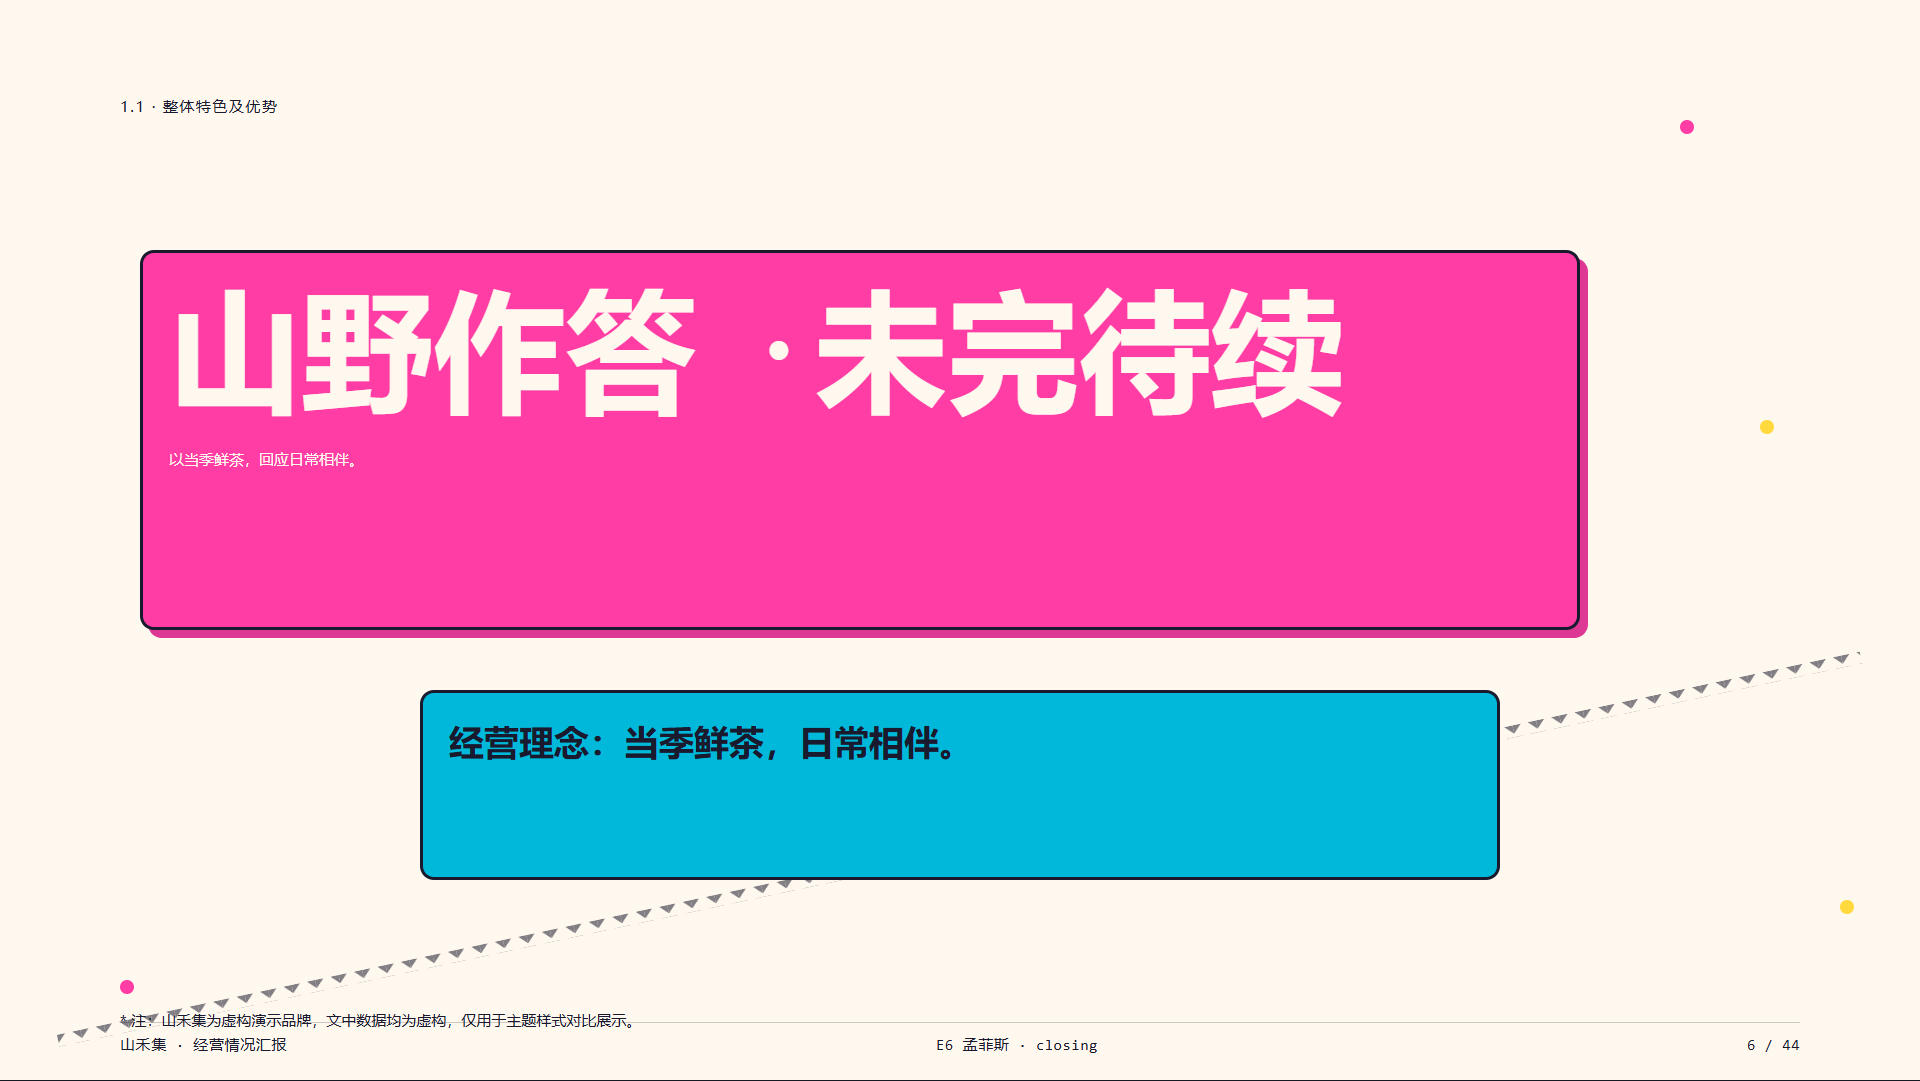 1.1 · 整体特色及优势
山野作答 ·未完待续
以当季鲜茶，回应日常相伴。
经营理念：当季鲜茶，日常相伴。
* 注：山禾集为虚构演示品牌，文中数据均为虚构，仅用于主题样式对比展示。
山禾集 · 经营情况汇报
E6 孟菲斯 · closing
6 / 44